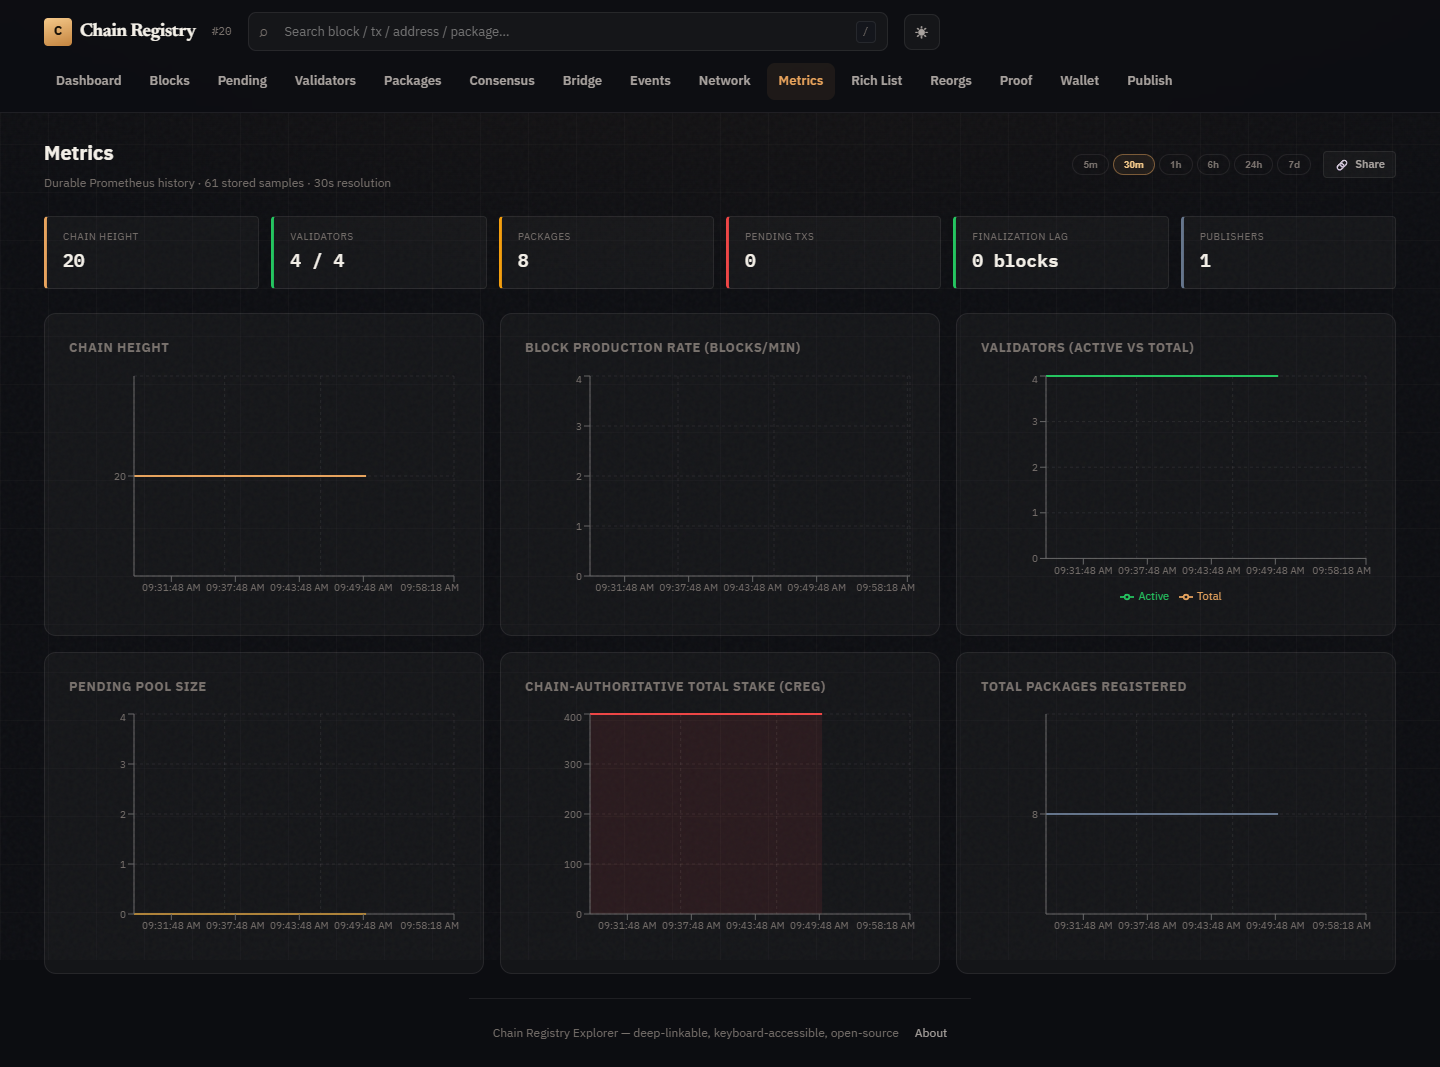 C Chain Registry #20 Search block / tx / address / package... /
Dashboard Blocks Pending Validators Packages Consensus Bridge Events Network Metrics Rich List Reorgs Proof Wallet Publish
Metrics
Durable Prometheus history · 61 stored samples · 30s resolution
5m 30m 1h 6h 24h 7d Share
CHAIN HEIGHT
20
VALIDATORS
4 / 4
PACKAGES
8
PENDING TXS
0
FINALIZATION LAG
0 blocks
PUBLISHERS
1
CHAIN HEIGHT
20
09:31:48 AM 09:37:48 AM 09:43:48 AM 09:49:48 AM 09:58:18 AM
BLOCK PRODUCTION RATE (BLOCKS/MIN)
4
3
2
1
0
09:31:48 AM 09:37:48 AM 09:43:48 AM 09:49:48 AM 09:58:18 AM
VALIDATORS (ACTIVE VS TOTAL)
4
3
2
1
0
09:31:48 AM 09:37:48 AM 09:43:48 AM 09:49:48 AM 09:58:18 AM
Active Total
PENDING POOL SIZE
4
3
2
1
0
09:31:48 AM 09:37:48 AM 09:43:48 AM 09:49:48 AM 09:58:18 AM
CHAIN-AUTHORITATIVE TOTAL STAKE (CREG)
400
300
200
100
0
09:31:48 AM 09:37:48 AM 09:43:48 AM 09:49:48 AM 09:58:18 AM
TOTAL PACKAGES REGISTERED
8
09:31:48 AM 09:37:48 AM 09:43:48 AM 09:49:48 AM 09:58:18 AM
Chain Registry Explorer — deep-linkable, keyboard-accessible, open-source About